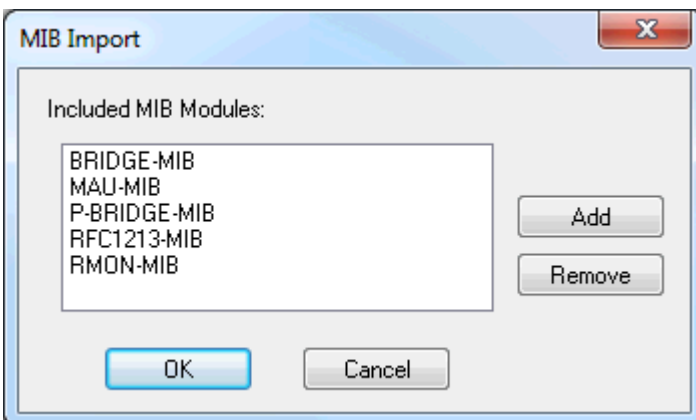 MIB Import
Included MIB Modules:
BRIDGE-MIB
MAU-MIB
P-BRIDGE-MIB
RFC1213-MIB
RMON-MIB
Add
Remove
OK
Cancel